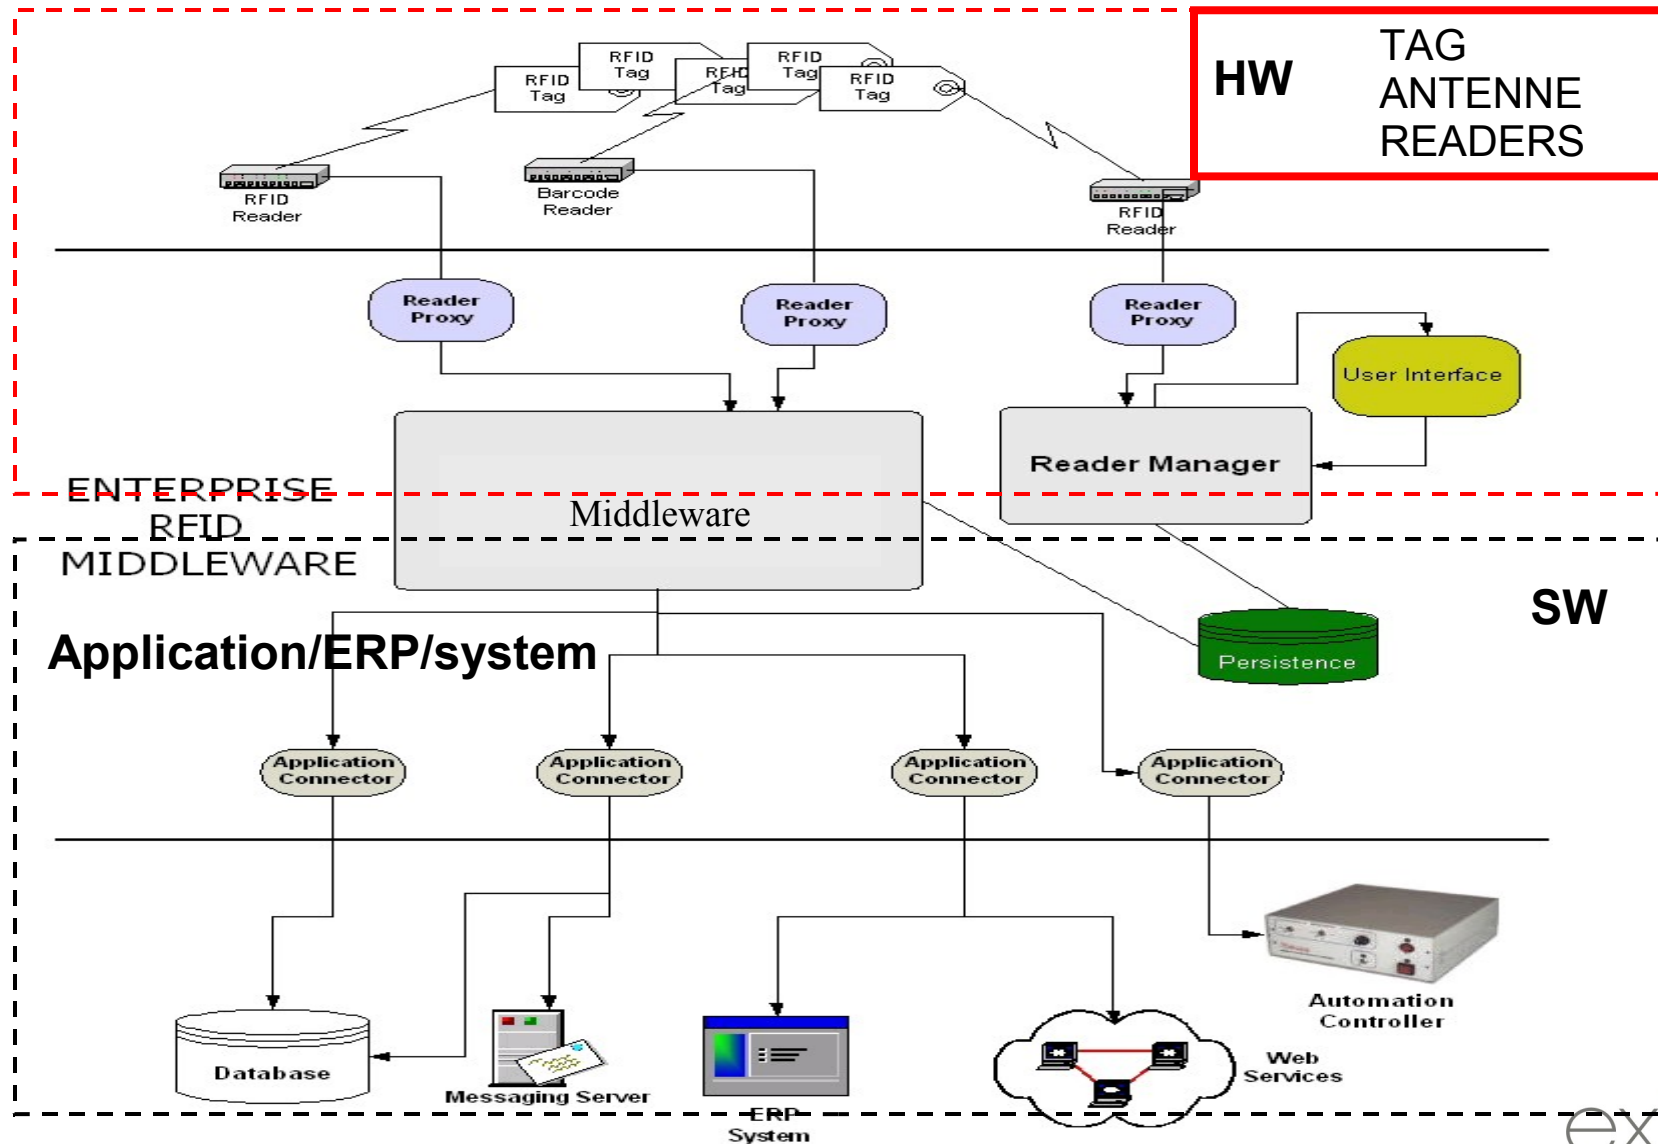 RFID
Tag
RFID
Tag
RFID
Tag
RFID
Tag
RFID
Tag
HW
TAG
ANTENNE
READERS
RFID
Reader
Barcode
Reader
RFID
Reader
Reader
Proxy
Reader
Proxy
Reader
Proxy
User Interface
Reader Manager
ENTERPRISE
RFID
MIDDLEWARE
Middleware
SW
Application/ERP/system
Persistence
Application
Connector
Application
Connector
Application
Connector
Application
Connector
Automation
Controller
Database
Messaging Server
ERP
System
Web
Services
ex